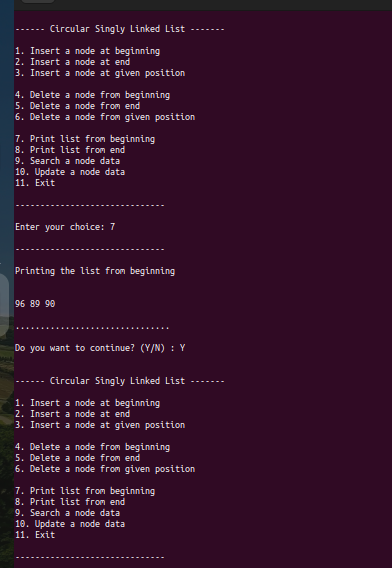 ------ Circular Singly Linked List -------
1. Insert a node at beginning
2. Insert a node at end
3. Insert a node at given position
4. Delete a node from beginning
5. Delete a node from end
6. Delete a node from given position
7. Print list from beginning
8. Print list from end
9. Search a node data
10. Update a node data
11. Exit
------------------------------
Enter your choice: 7
------------------------------
Printing the list from beginning
96 89 90
...............................
Do you want to continue? (Y/N) : Y
------ Circular Singly Linked List -------
1. Insert a node at beginning
2. Insert a node at end
3. Insert a node at given position
4. Delete a node from beginning
5. Delete a node from end
6. Delete a node from given position
7. Print list from beginning
8. Print list from end
9. Search a node data
10. Update a node data
11. Exit
------------------------------